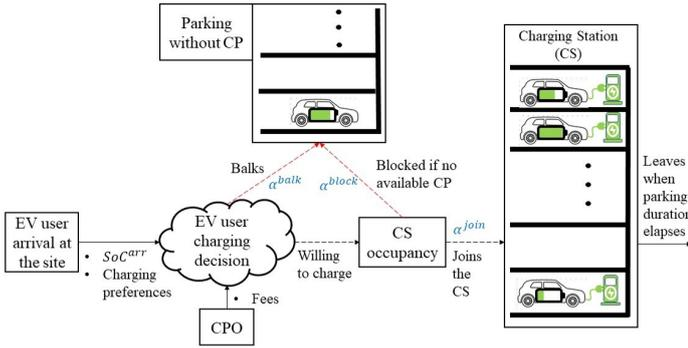 Parking
without CP
Charging Station
(CS)
Balks
α^balk
α^block
Blocked if no
available CP
Leaves
when
parking
duration
elapses
EV user
arrival at
the site
• SoC^arr
• Charging
preferences
EV user
charging
decision
Willing
to charge
CS
occupancy
α^join
Joins
the
CS
• Fees
CPO